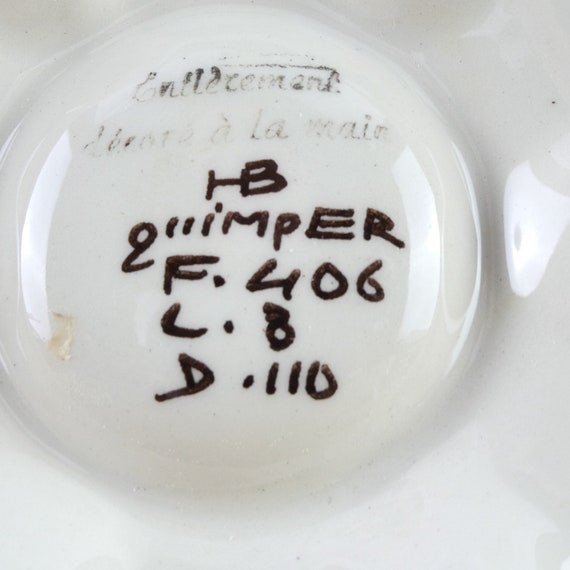 Entièrement
décoré à la main
HB
QUIMPER
F. 406
L. 8
D. 110